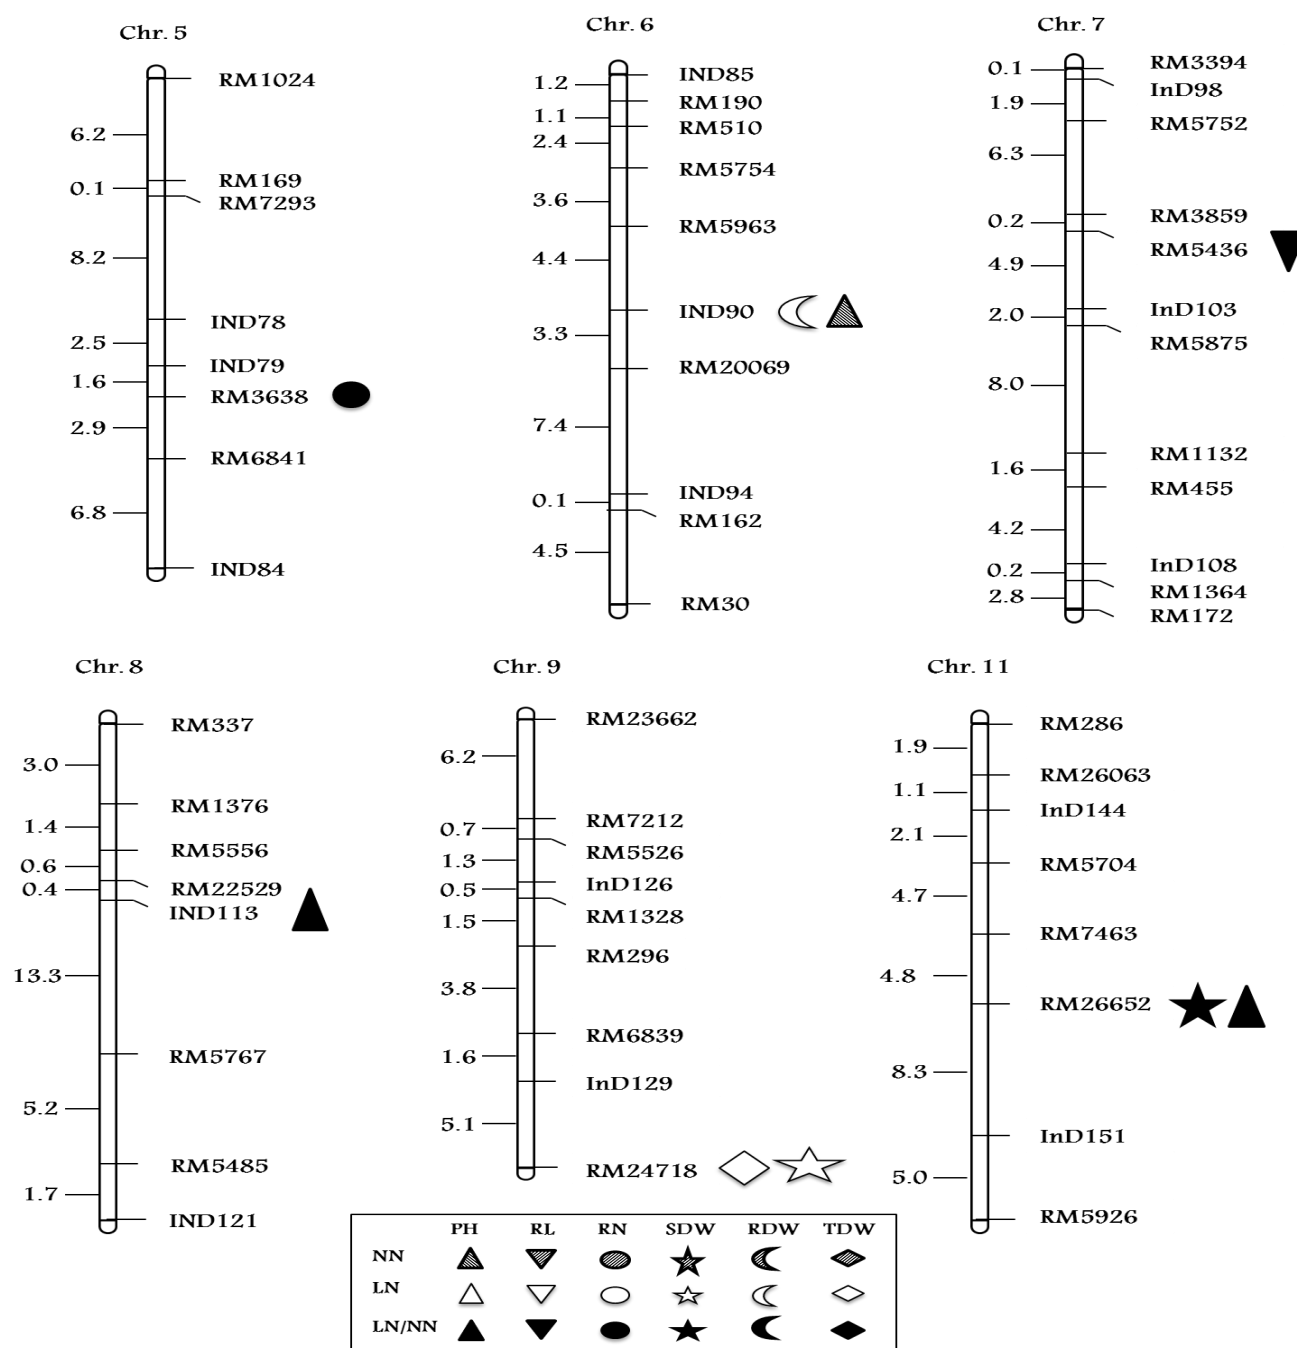 Chr. 5
RM1024
6.2
RM169
0.1
RM7293
8.2
IND78
2.5
IND79
1.6
RM3638
2.9
RM6841
6.8
IND84
Chr. 6
IND85
1.2
RM190
1.1
RM510
2.4
RM5754
3.6
RM5963
4.4
IND90
3.3
RM20069
7.4
IND94
0.1
RM162
4.5
RM30
Chr. 7
RM3394
0.1
InD98
1.9
RM5752
6.3
RM3859
0.2
RM5436
4.9
InD103
2.0
RM5875
8.0
RM1132
1.6
RM455
4.2
InD108
0.2
RM1364
2.8
RM172
Chr. 8
RM337
3.0
RM1376
1.4
RM5556
0.6
RM22529
0.4
IND113
13.3
RM5767
5.2
RM5485
1.7
IND121
Chr. 9
RM23662
6.2
RM7212
0.7
RM5526
1.3
InD126
0.5
RM1328
1.5
RM296
3.8
RM6839
1.6
InD129
5.1
RM24718
Chr. 11
RM286
1.9
RM26063
1.1
InD144
2.1
RM5704
4.7
RM7463
4.8
RM26652
8.3
InD151
5.0
RM5926
PH RL RN SDW RDW TDW
NN
LN
LN/NN